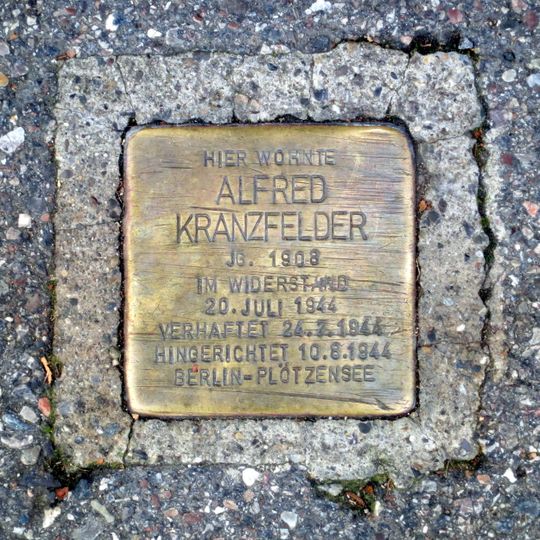 HIER WOHNTE
ALFRED
KRANZFELDER
JG. 1908
IM WIDERSTAND
20. JULI 1944
VERHAFTET 24.7.1944
HINGERICHTET 10.8.1944
BERLIN-PLÖTZENSEE